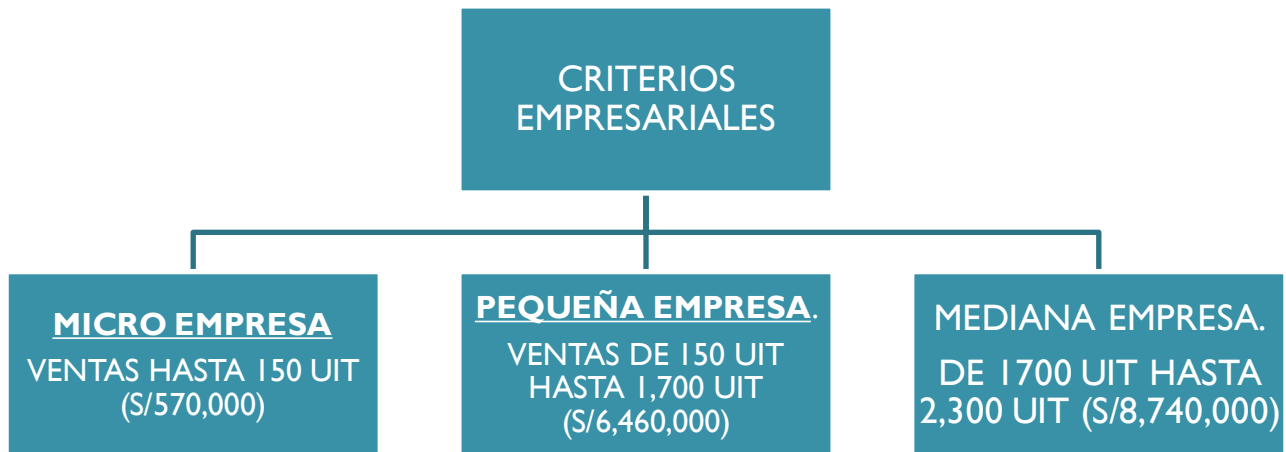 CRITERIOS
EMPRESARIALES
MICRO EMPRESA
VENTAS HASTA 150 UIT
(S/570,000)
PEQUEÑA EMPRESA.
VENTAS DE 150 UIT
HASTA 1,700 UIT
(S/6,460,000)
MEDIANA EMPRESA.
DE 1700 UIT HASTA
2,300 UIT (S/8,740,000)